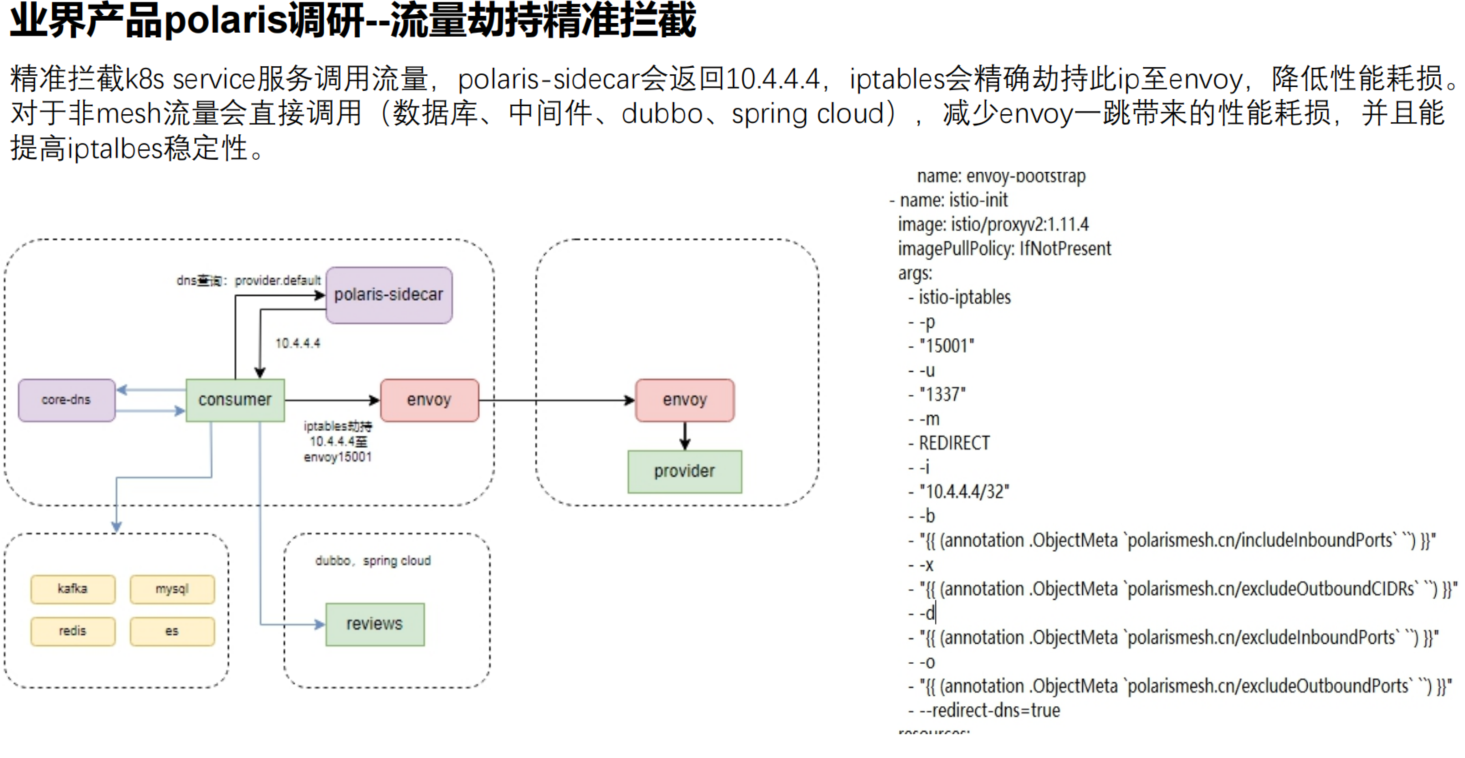 业界产品polaris调研--流量劫持精准拦截
精准拦截k8s service服务调用流量，polaris-sidecar会返回10.4.4.4，iptables会精确劫持此ip至envoy，降低性能耗损。
对于非mesh流量会直接调用（数据库、中间件、dubbo、spring cloud），减少envoy一跳带来的性能耗损，并且能
提高iptalbes稳定性。
dns查询：provider.default
polaris-sidecar
10.4.4.4
core-dns
consumer
envoy
envoy
iptables劫持
10.4.4.4至
envoy15001
provider
kafka
mysql
redis
es
dubbo，spring cloud
reviews
name: envoy-bootstrap
- name: istio-init
image: istio/proxyv2:1.11.4
imagePullPolicy: IfNotPresent
args:
- istio-iptables
- -p
- "15001"
- -u
- "1337"
- -m
- REDIRECT
- -i
- "10.4.4.4/32"
- -b
- "{{ (annotation .ObjectMeta `polarismesh.cn/includeInboundPorts` ``) }}"
- -x
- "{{ (annotation .ObjectMeta `polarismesh.cn/excludeOutboundCIDRs` ``) }}"
- -d
- "{{ (annotation .ObjectMeta `polarismesh.cn/excludeInboundPorts` ``) }}"
- -o
- "{{ (annotation .ObjectMeta `polarismesh.cn/excludeOutboundPorts` ``) }}"
- --redirect-dns=true
resources: